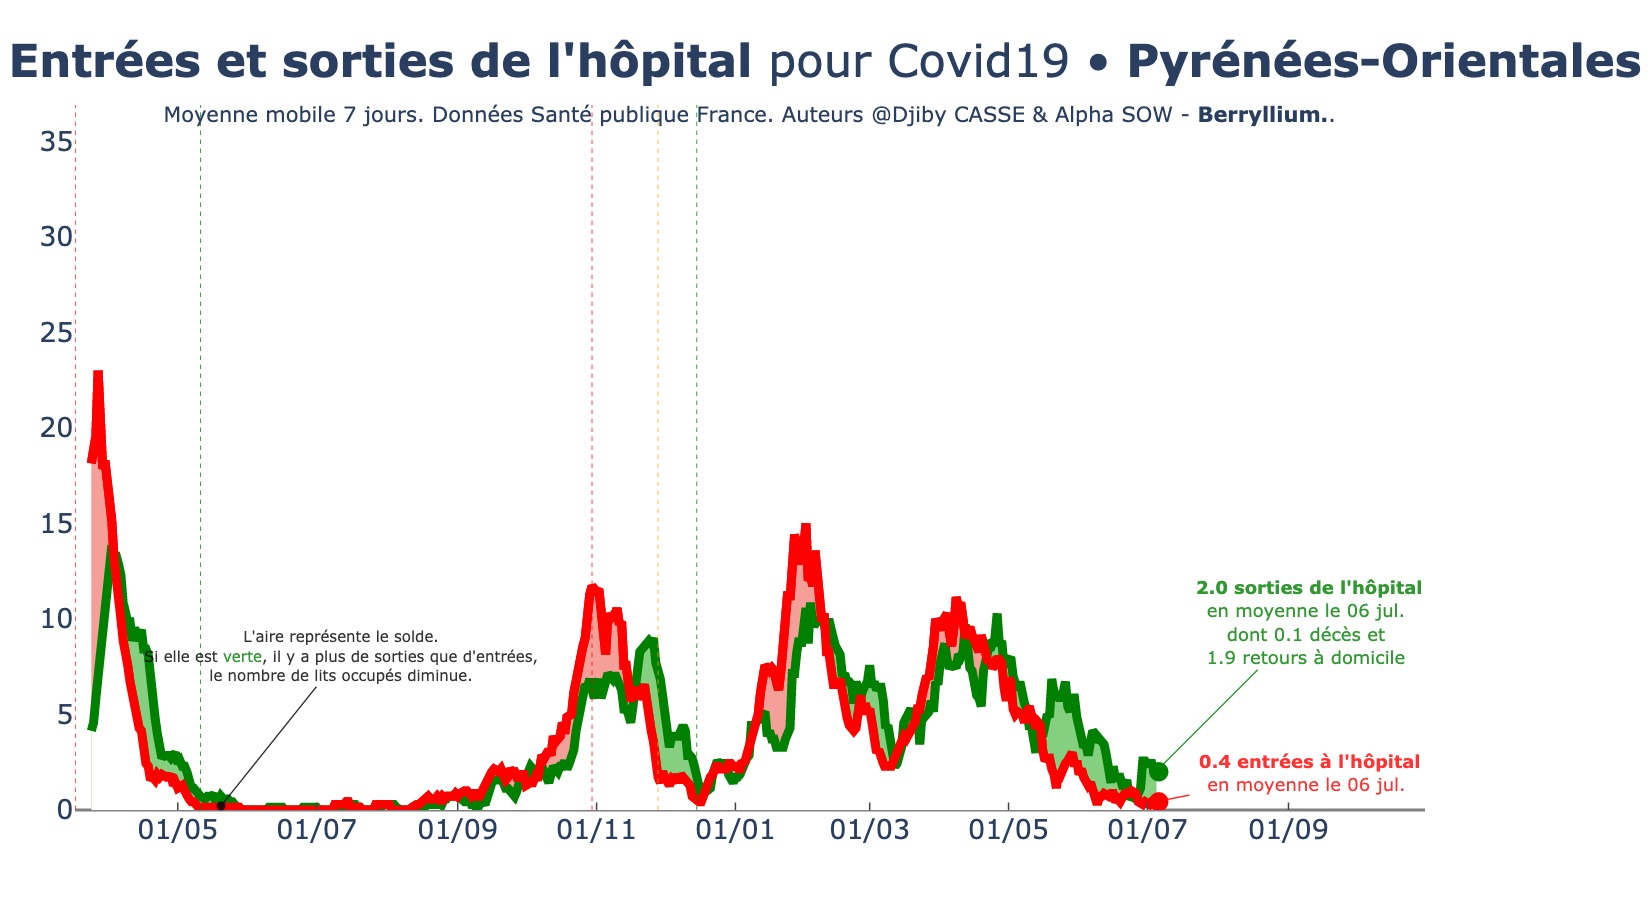 Entrées et sorties de l'hôpital pour Covid19 • Pyrénées-Orientales
Moyenne mobile 7 jours. Données Santé publique France. Auteurs @Djiby CASSE & Alpha SOW - Berryllium..
35
30
25
20
15
10
5
0
L'aire représente le solde.
Si elle est verte, il y a plus de sorties que d'entrées,
le nombre de lits occupés diminue.
2.0 sorties de l'hôpital
en moyenne le 06 jul.
dont 0.1 décès et
1.9 retours à domicile
0.4 entrées à l'hôpital
en moyenne le 06 jul.
01/05 01/07 01/09 01/11 01/01 01/03 01/05 01/07 01/09